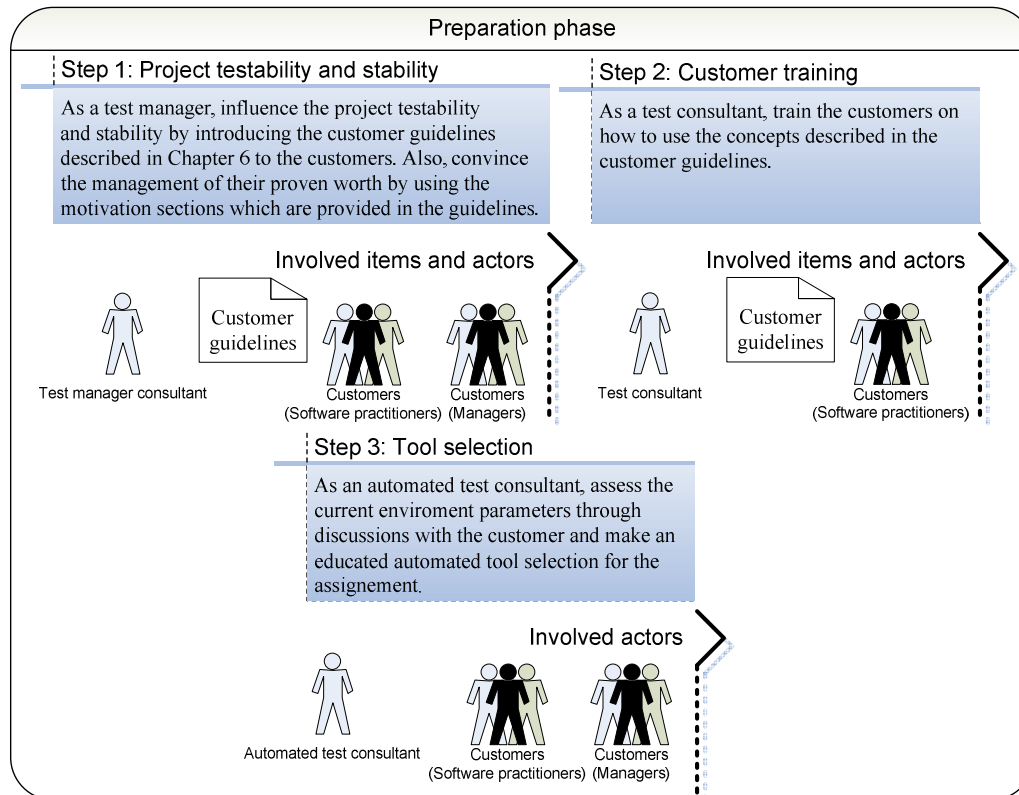 Preparation phase
Step 1: Project testability and stability
As a test manager, influence the project testability
and stability by introducing the customer guidelines
described in Chapter 6 to the customers. Also, convince
the management of their proven worth by using the
motivation sections which are provided in the guidelines.
Involved items and actors
Customer
guidelines
Test manager consultant
Customers
(Software practitioners)
Customers
(Managers)
Step 2: Customer training
As a test consultant, train the customers on
how to use the concepts described in the
customer guidelines.
Involved items and actors
Customer
guidelines
Test consultant
Customers
(Software practitioners)
Step 3: Tool selection
As an automated test consultant, assess the
current enviroment parameters through
discussions with the customer and make an
educated automated tool selection for the
assignement.
Involved actors
Automated test consultant
Customers
(Software practitioners)
Customers
(Managers)